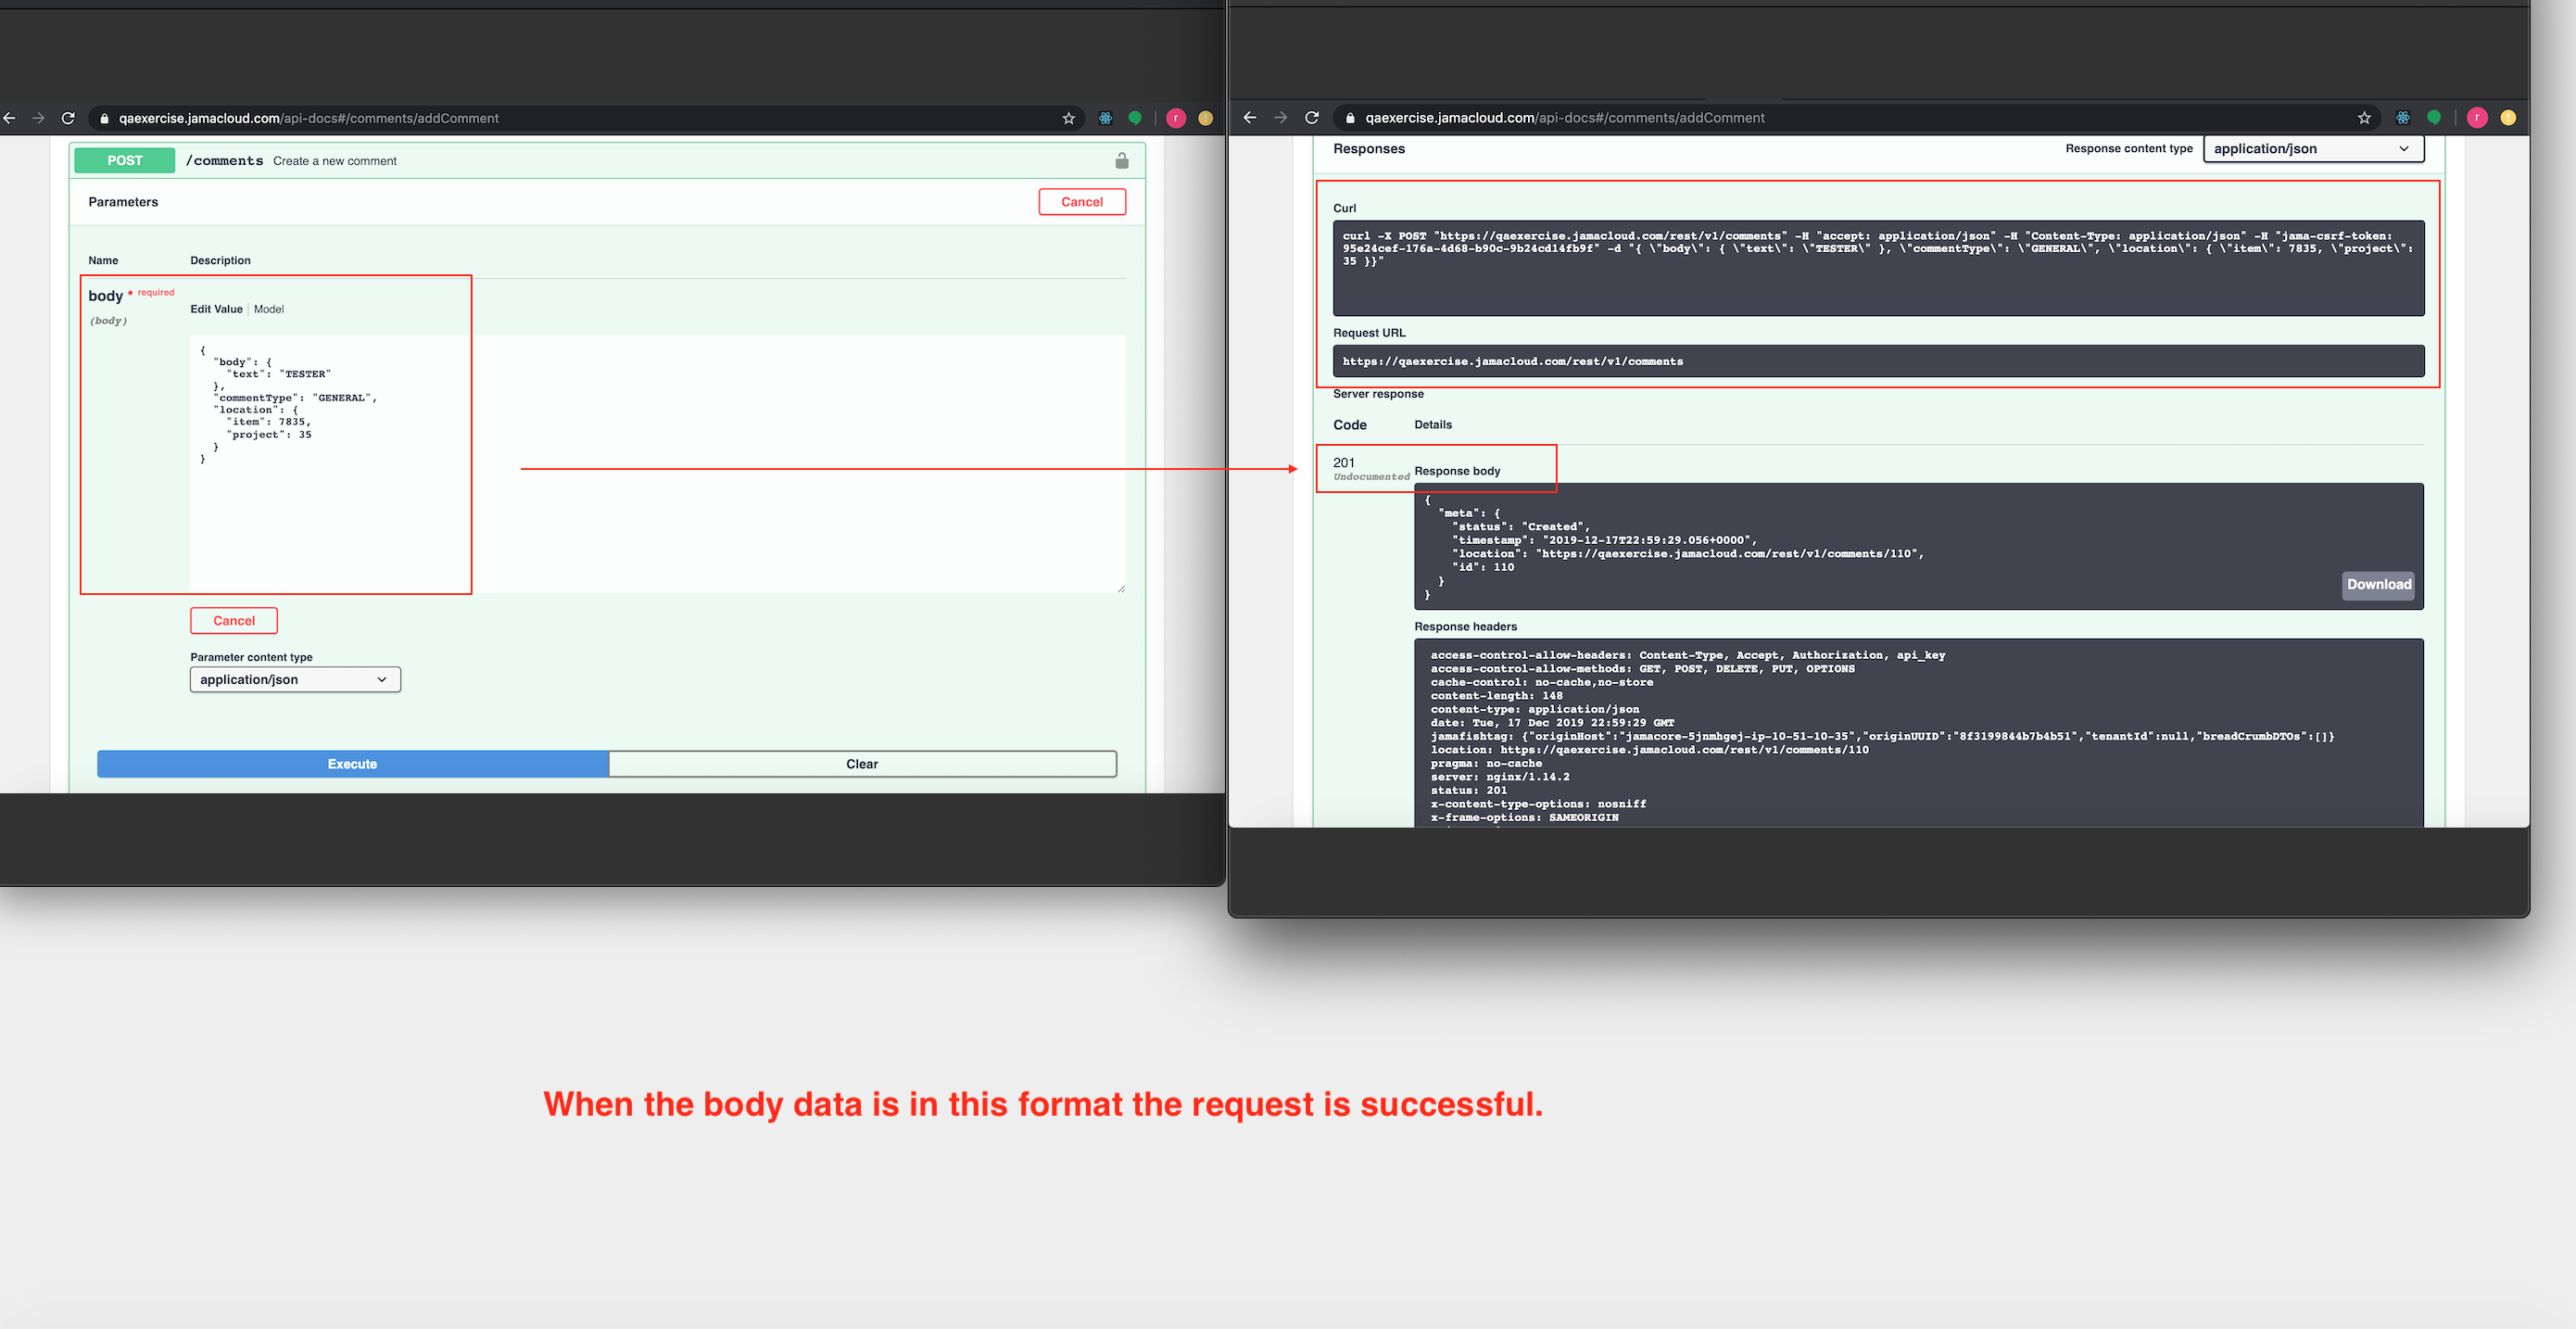 qaexercise.jamacloud.com/api-docs#/comments/addComment
r
POST /comments Create a new comment
Parameters
Cancel
Name Description
body * required
(body)
Edit Value | Model
{
"body": {
"text": "TESTER"
},
"commentType": "GENERAL",
"location": {
"item": 7835,
"project": 35
}
}
Cancel
Parameter content type
application/json
Execute Clear
qaexercise.jamacloud.com/api-docs#/comments/addComment
r
Responses Response content type application/json
Curl
curl -X POST "https://qaexercise.jamacloud.com/rest/v1/comments" -H "accept: application/json" -H "Content-Type: application/json" -H "jama-csrf-token:
95e24cef-176a-4d68-b90c-9b24cd14fb9f" -d "{ \"body\": { \"text\": \"TESTER\" }, \"commentType\": \"GENERAL\", \"location\": { \"item\": 7835, \"project\":
35 }}"
Request URL
https://qaexercise.jamacloud.com/rest/v1/comments
Server response
Code Details
201
Undocumented
Response body
{
"meta": {
"status": "Created",
"timestamp": "2019-12-17T22:59:29.056+0000",
"location": "https://qaexercise.jamacloud.com/rest/v1/comments/110",
"id": 110
}
}
Download
Response headers
access-control-allow-headers: Content-Type, Accept, Authorization, api_key
access-control-allow-methods: GET, POST, DELETE, PUT, OPTIONS
cache-control: no-cache,no-store
content-length: 148
content-type: application/json
date: Tue, 17 Dec 2019 22:59:29 GMT
jamafishtag: {"originHost":"jamacore-5jnmhgej-ip-10-51-10-35","originUUID":"8f3199844b7b4b51","tenantId":null,"breadCrumbDTOs":[]}
location: https://qaexercise.jamacloud.com/rest/v1/comments/110
pragma: no-cache
server: nginx/1.14.2
status: 201
x-content-type-options: nosniff
x-frame-options: SAMEORIGIN
When the body data is in this format the request is successful.